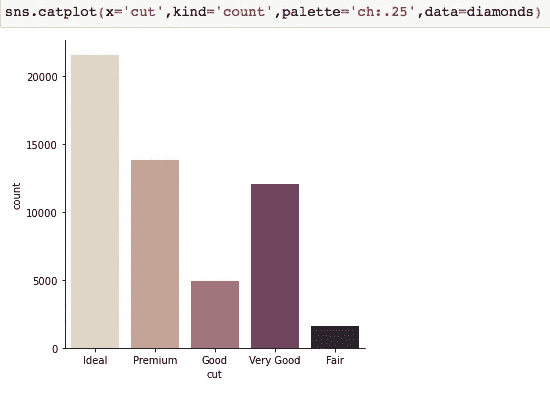 sns.catplot(x='cut',kind='count',palette='ch:.25',data=diamonds)
20000
15000
10000
5000
0
count
Ideal Premium Good Very Good Fair
cut